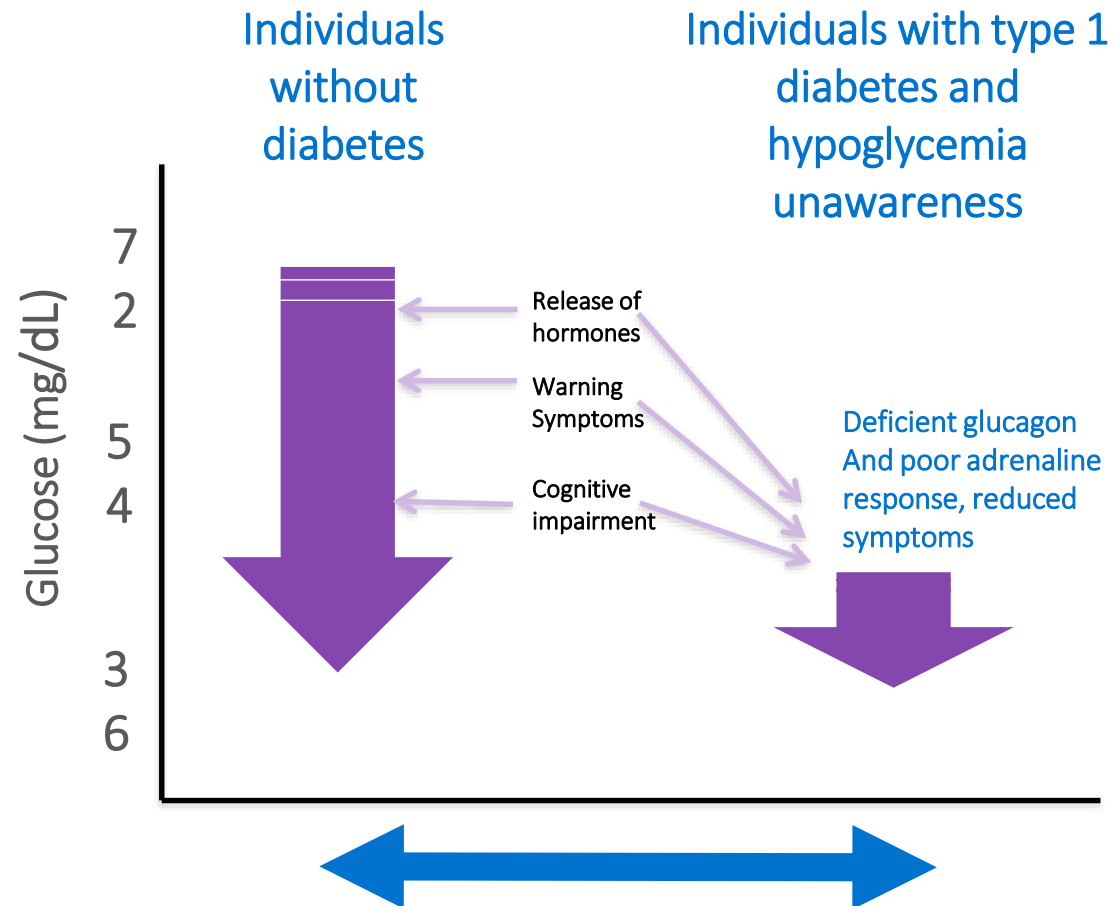 Individuals
without
diabetes
Individuals with type 1
diabetes and
hypoglycemia
unawareness
Glucose (mg/dL)
7
2
5
4
3
6
Release of
hormones
Warning
Symptoms
Cognitive
impairment
Deficient glucagon
And poor adrenaline
response, reduced
symptoms